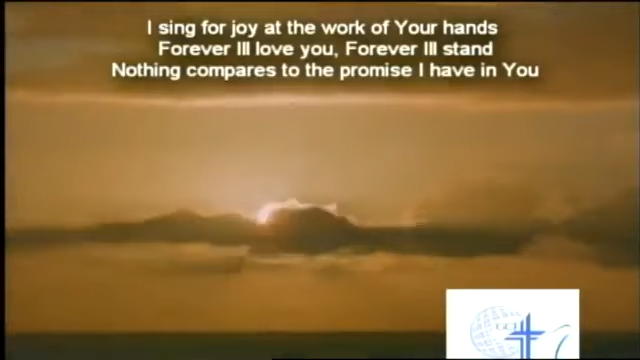 I sing for joy at the work of Your hands
Forever Ill love you, Forever Ill stand
Nothing compares to the promise I have in You